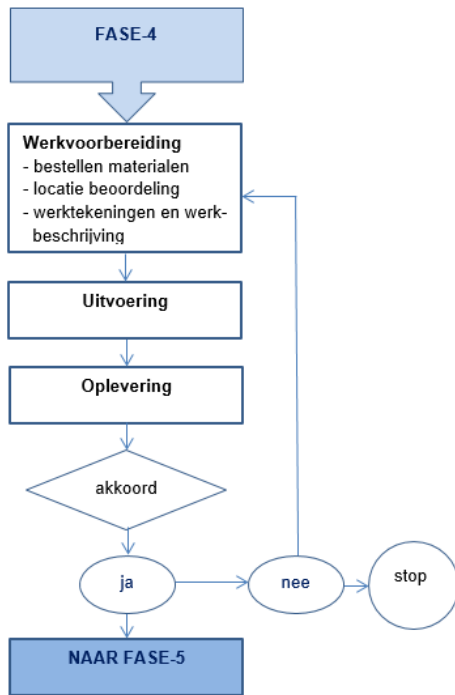 FASE-4
Werkvoorbereiding
- bestellen materialen
- locatie beoordeling
- werktekeningen en werk-
beschrijving
Uitvoering
Oplevering
akkoord
ja
nee
stop
NAAR FASE-5